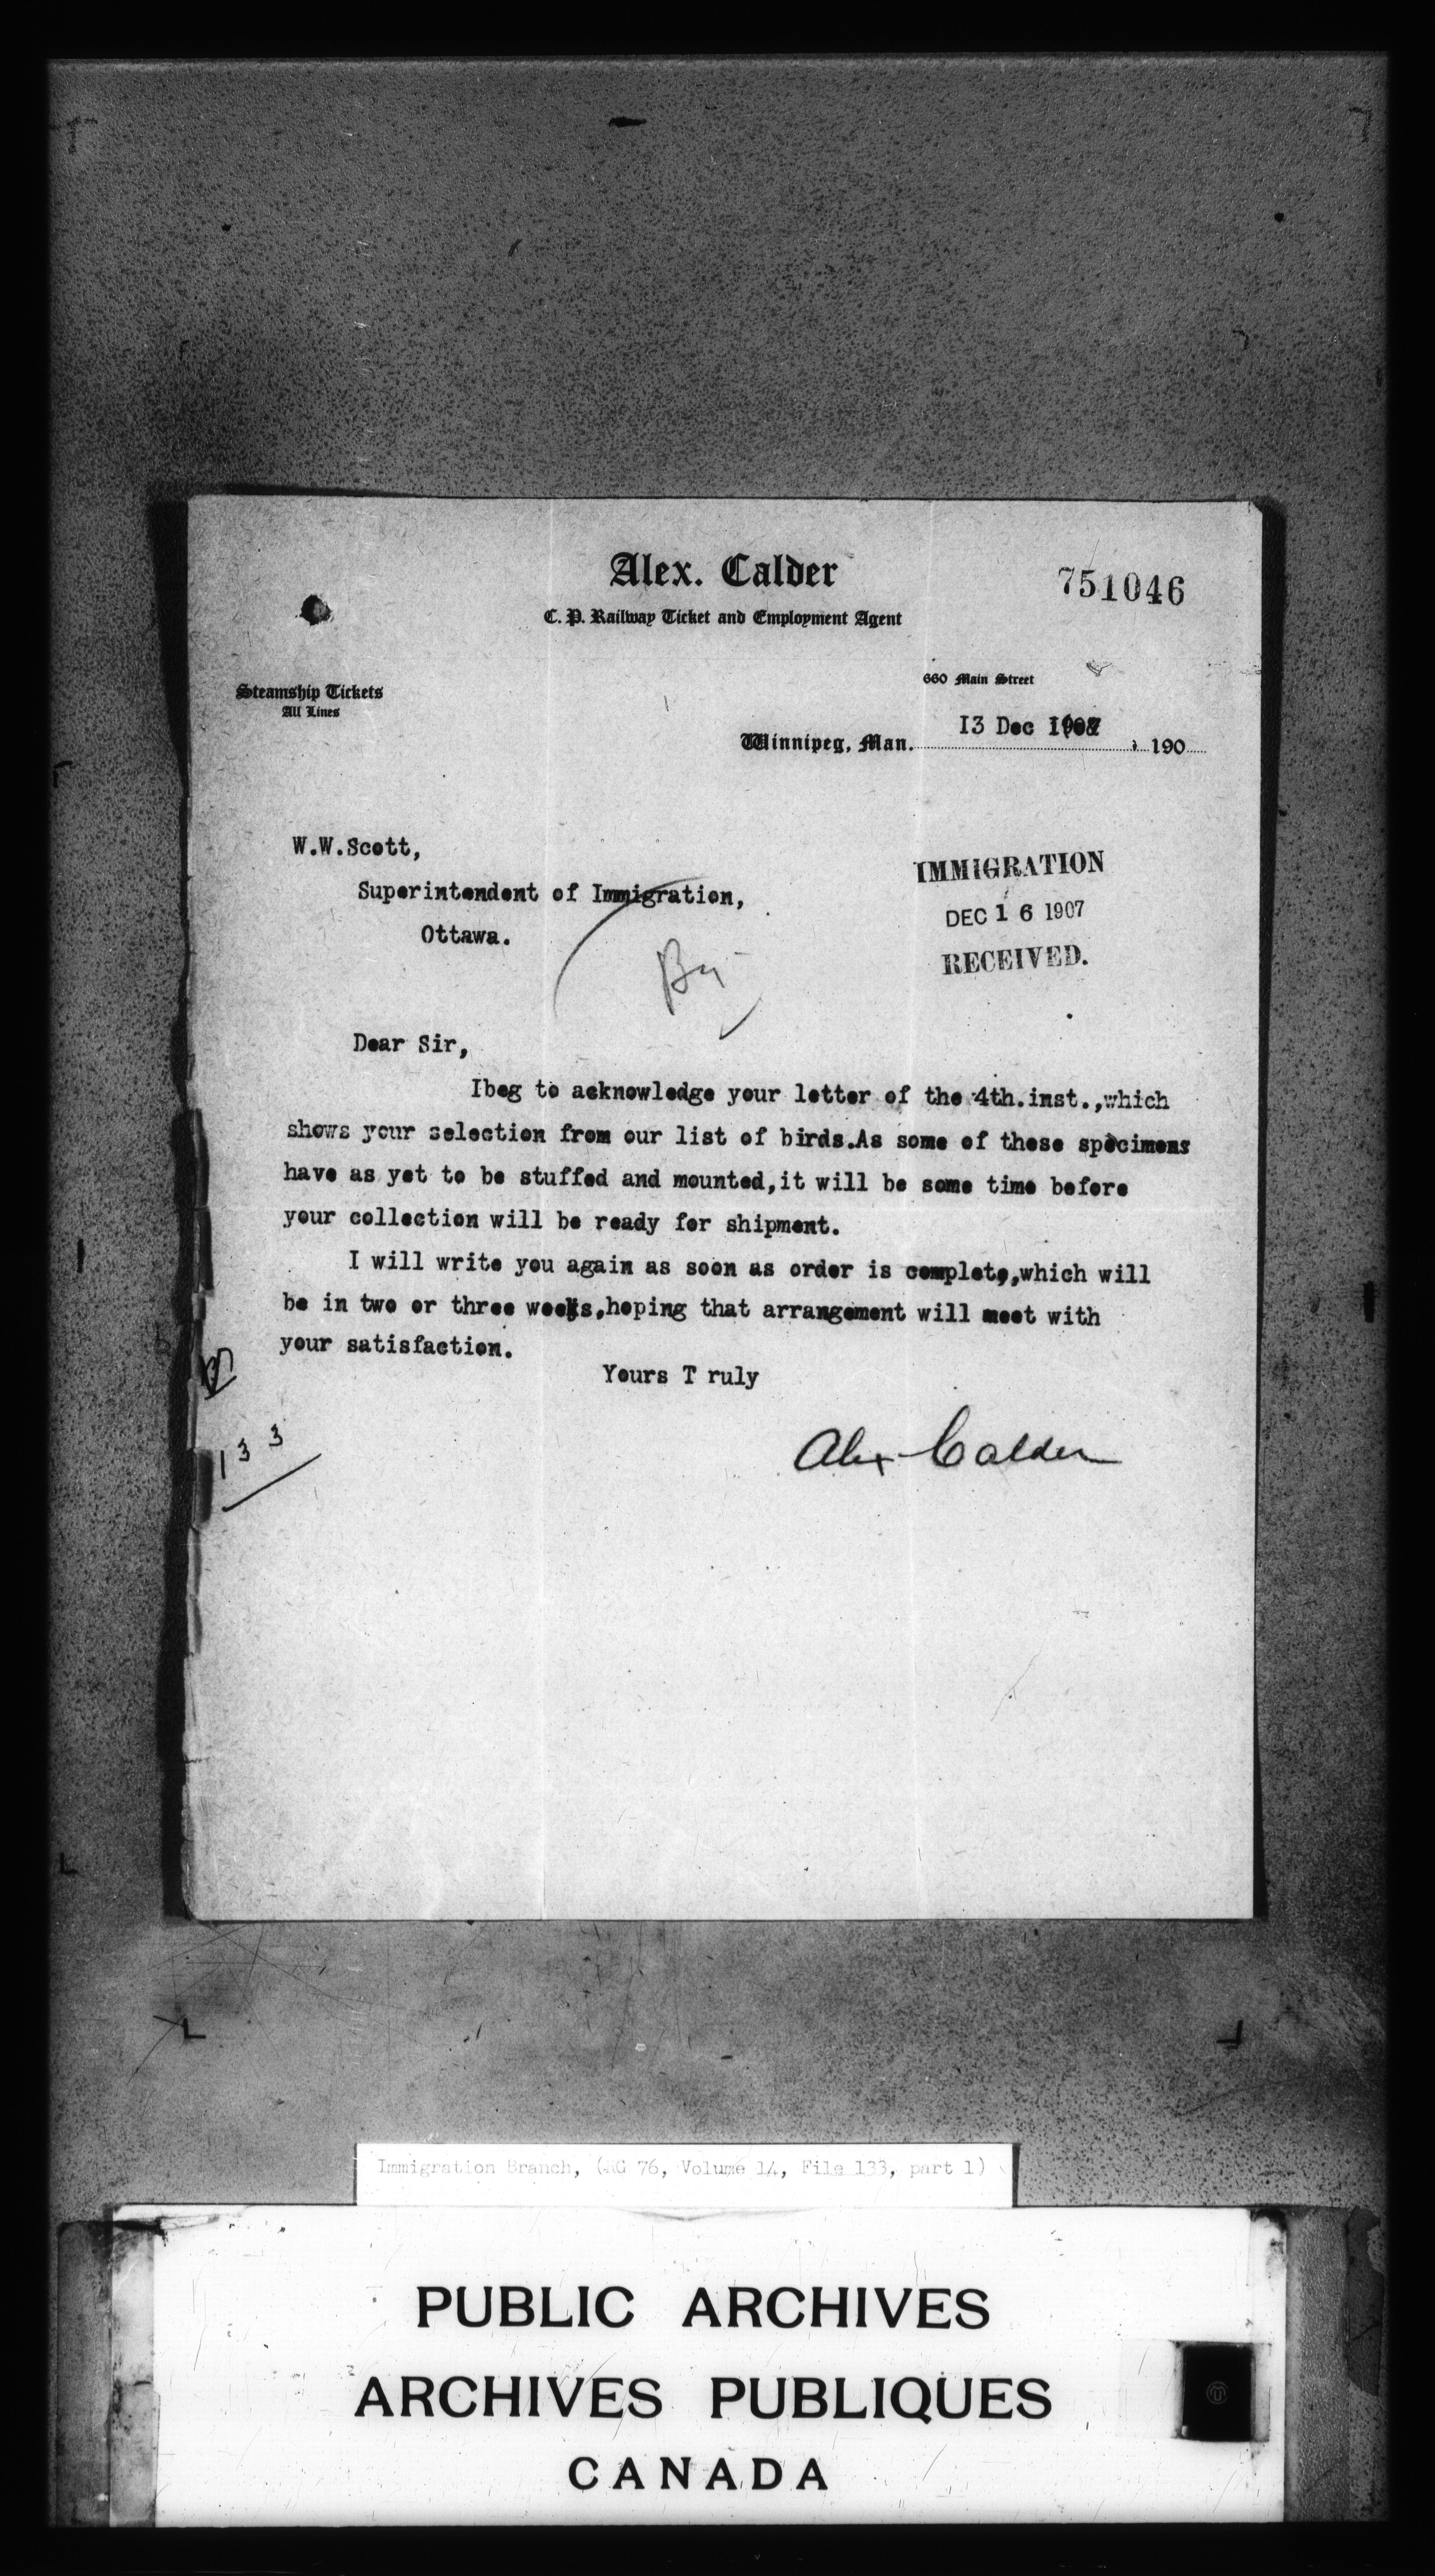 Alex. Calder
751046
C. P. Railway Ticket and Employment Agent
Steamship Tickets
All Lines
660 Main Street
Winnipeg, Man. 13 Dec 1907 , 190
W.W.Scott,
Superintendent of Immigration,
Ottawa.
IMMIGRATION
DEC 16 1907
RECEIVED.
Dear Sir,
Ibeg to acknowledge your letter of the 4th.inst.,which
shows your selection from our list of birds.As some of these specimens
have as yet to be stuffed and mounted,it will be some time before
your collection will be ready for shipment.
I will write you again as soon as order is complete,which will
be in two or three weeks,hoping that arrangement will meet with
your satisfaction.
Yours T ruly
Alex Calder
133
Immigration Branch, (RG 76, Volume 14, File 133, part 1)
PUBLIC ARCHIVES
ARCHIVES PUBLIQUES
CANADA